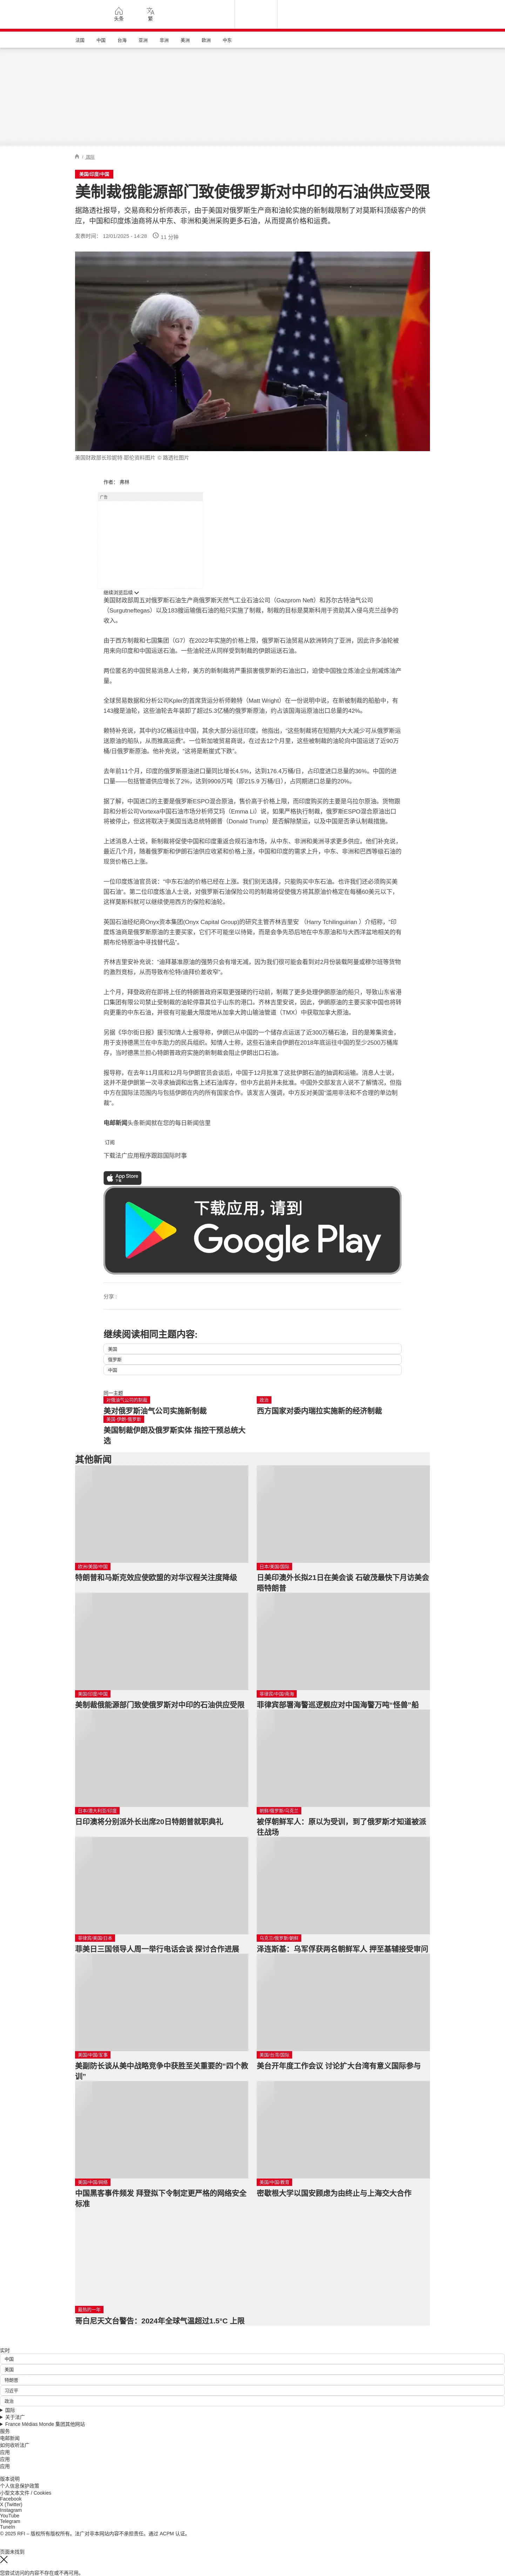 头条
繁
法国
中国
台海
亚洲
非洲
美洲
欧洲
中东
国际
美国/印度/中国
美制裁俄能源部门致使俄罗斯对中印的石油供应受限
据路透社报导，交易商和分析师表示，由于美国对俄罗斯生产商和油轮实施的新制裁限制了对莫斯科顶级客户的供应，中国和印度炼油商将从中东、非洲和美洲采购更多石油，从而提高价格和运费。
发表时间： 12/01/2025 - 14:28
11 分钟
美国财政部长珍妮特·耶伦资料图片 © 路透社图片
作者： 弗林
广告
继续浏览后续
美国财政部周五对俄罗斯石油生产商俄罗斯天然气工业石油公司（Gazprom Neft）和苏尔古特油气公司（Surgutneftegas）以及183艘运输俄石油的船只实施了制裁，制裁的目标是莫斯科用于资助其入侵乌克兰战争的收入。
由于西方制裁和七国集团（G7）在2022年实施的价格上限，俄罗斯石油贸易从欧洲转向了亚洲，因此许多油轮被用来向印度和中国运送石油。一些油轮还从同样受到制裁的伊朗运送石油。
两位匿名的中国贸易消息人士称，美方的新制裁将严重损害俄罗斯的石油出口，迫使中国独立炼油企业削减炼油产量。
全球贸易数据和分析公司Kpler的首席货运分析师赖特（Matt Wright）在一份说明中说，在新被制裁的船舶中，有143艘是油轮，这些油轮去年装卸了超过5.3亿桶的俄罗斯原油，约占该国海运原油出口总量的42%。
赖特补充说，其中约3亿桶运往中国，其余大部分运往印度。他指出，“这些制裁将在短期内大大减少可从俄罗斯运送原油的船队，从而推高运费”。一位新加坡贸易商说，在过去12个月里，这些被制裁的油轮向中国运送了近90万桶/日俄罗斯原油。他补充说，“这将是断崖式下跌”。
去年前11个月，印度的俄罗斯原油进口量同比增长4.5%，达到176.4万桶/日，占印度进口总量的36%。中国的进口量——包括管道供应增长了2%，达到9909万吨（即215.9 万桶/日），占同期进口总量的20%。
据了解，中国进口的主要是俄罗斯ESPO混合原油，售价高于价格上限，而印度购买的主要是乌拉尔原油。货物跟踪和分析公司Vortexa中国石油市场分析师艾玛（Emma Li）说，如果严格执行制裁，俄罗斯ESPO混合原油出口将被停止，但这将取决于美国当选总统特朗普（Donald Trump）是否解除禁运，以及中国是否承认制裁措施。
上述消息人士说，新制裁将促使中国和印度重返合规石油市场，从中东、非洲和美洲寻求更多供应。他们补充说，最近几个月，随着俄罗斯和伊朗石油供应收紧和价格上涨，中国和印度的需求上升，中东、非洲和巴西等级石油的现货价格已上涨。
一位印度炼油官员说：“中东石油的价格已经在上涨。我们别无选择，只能购买中东石油。也许我们还必须购买美国石油”。第二位印度炼油人士说，对俄罗斯石油保险公司的制裁将促使俄方将其原油价格定在每桶60美元以下，这样莫斯科就可以继续使用西方的保险和油轮。
英国石油经纪商Onyx资本集团(Onyx Capital Group)的研究主管齐林吉里安 （Harry Tchilinguirian ）介绍称，“印度炼油商是俄罗斯原油的主要买家，它们不可能坐以待毙，而是会争先恐后地在中东原油和与大西洋盆地相关的有期布伦特原油中寻找替代品”。
齐林吉里安补充说：“迪拜基准原油的强势只会有增无减，因为我们很可能会看到对2月份装载阿曼或穆尔班等货物的激烈竞标，从而导致布伦特/迪拜价差收窄”。
上个月，拜登政府在即将上任的特朗普政府采取更强硬的行动前，制裁了更多处理伊朗原油的船只，导致山东省港口集团有限公司禁止受制裁的油轮停靠其位于山东的港口。齐林吉里安说，因此，伊朗原油的主要买家中国也将转向更重的中东石油，并很有可能最大限度地从加拿大跨山输油管道（TMX）中获取加拿大原油。
另据《华尔街日报》援引知情人士报导称，伊朗已从中国的一个储存点运送了近300万桶石油，目的是筹集资金，用于支持德黑兰在中东助力的民兵组织。知情人士称，这些石油来自伊朗在2018年底运往中国的至少2500万桶库存，当时德黑兰担心特朗普政府实施的新制裁会阻止伊朗出口石油。
报导称，在去年11月底和12月与伊朗官员会谈后，中国于12月批准了这批伊朗石油的抽调和运输。消息人士说，这并不是伊朗第一次寻求抽调和出售上述石油库存，但中方此前并未批准。中国外交部发言人说不了解情况，但指中方在国际法范围内与包括伊朗在内的所有国家合作。该发言人强调，中方反对美国“滥用非法和不合理的单边制裁”。
电邮新闻头条新闻就在您的每日新闻信里
订阅
下载法广应用程序跟踪国际时事
App Store
下载应用，请到
Google Play
分享 :
继续阅读相同主题内容:
美国
俄罗斯
中国
同一主题
对俄油气公司的制裁
美对俄罗斯油气公司实施新制裁
政治
西方国家对委内瑞拉实施新的经济制裁
美国-伊朗-俄罗斯
美国制裁伊朗及俄罗斯实体 指控干预总统大选
其他新闻
欧洲/美国/中国
特朗普和马斯克效应使欧盟的对华议程关注度降级
日本/美国/国际
日美印澳外长拟21日在美会谈 石破茂最快下月访美会晤特朗普
美国/印度/中国
美制裁俄能源部门致使俄罗斯对中印的石油供应受限
菲律宾/中国/南海
菲律宾部署海警巡逻舰应对中国海警万吨“怪兽”船
日本/澳大利亚/印度
日印澳将分别派外长出席20日特朗普就职典礼
朝鲜/俄罗斯/乌克兰
被俘朝鲜军人：原以为受训，到了俄罗斯才知道被派往战场
菲律宾/美国/日本
菲美日三国领导人周一举行电话会谈 探讨合作进展
乌克兰/俄罗斯/朝鲜
泽连斯基：乌军俘获两名朝鲜军人 押至基辅接受审问
美国/中国/军事
美副防长谈从美中战略竞争中获胜至关重要的“四个教训”
美国/台湾/国际
美台开年度工作会议 讨论扩大台湾有意义国际参与
美国/中国/网络
中国黑客事件频发 拜登拟下令制定更严格的网络安全标准
美国/中国/教育
密歇根大学以国安顾虑为由终止与上海交大合作
最热的一年
哥白尼天文台警告：2024年全球气温超过1.5°C 上限
实时
中国
美国
特朗普
习近平
政治
国际
关于法广
France Médias Monde 集团其他网站
服务
电邮新闻
如何收听法广
应用
应用
应用
版本说明
个人信息保护政策
小型文本文件 / Cookies
Facebook
X (Twitter)
Instagram
YouTube
Telegram
TuneIn
© 2025 RFI – 版权所有版权所有。法广对非本网站内容不承担责任。通过 ACPM 认证。
页面未找到
您尝试访问的内容不存在或不再可用。